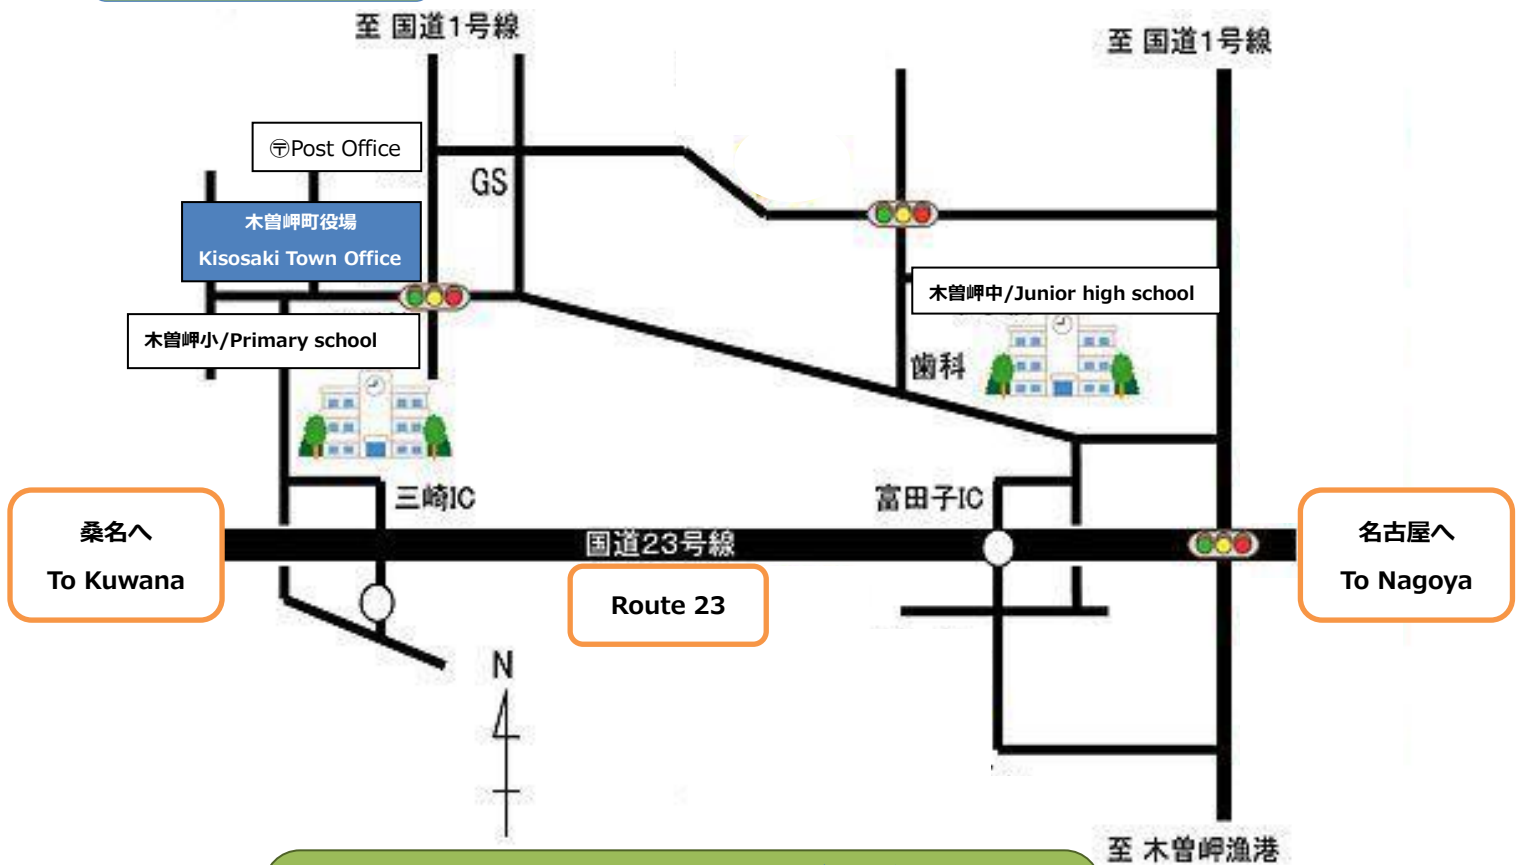 至 国道1号線
至 国道1号線
〶Post Office
GS
木曽岬町役場
Kisosaki Town Office
木曽岬中/Junior high school
木曽岬小/Primary school
歯科
三崎IC
富田子IC
桑名へ
To Kuwana
国道23号線
名古屋へ
To Nagoya
Route 23
N
至 木曽岬漁港